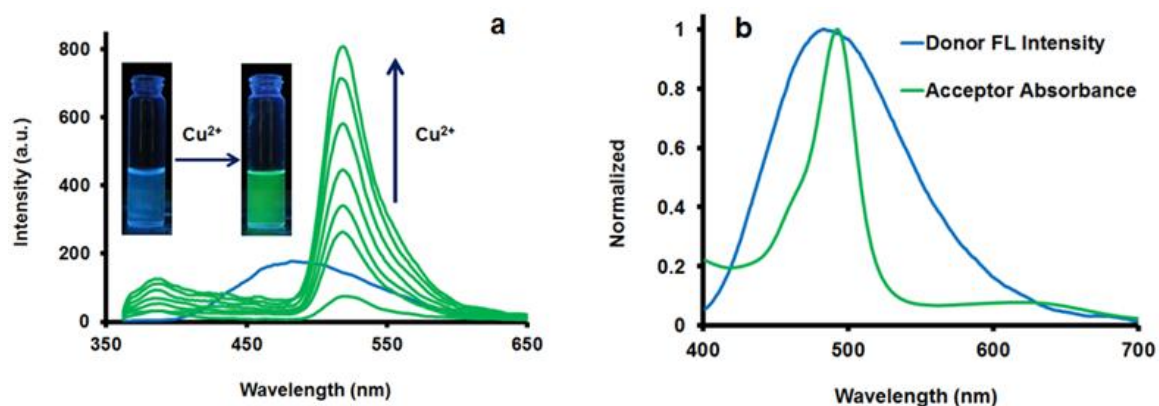 a
800
600
400
200
0
Intensity (a.u.)
Cu²⁺
Cu²⁺
350
450
550
650
Wavelength (nm)
b
1
0.8
0.6
0.4
0.2
0
Normalized
Donor FL Intensity
Acceptor Absorbance
400
500
600
700
Wavelength (nm)